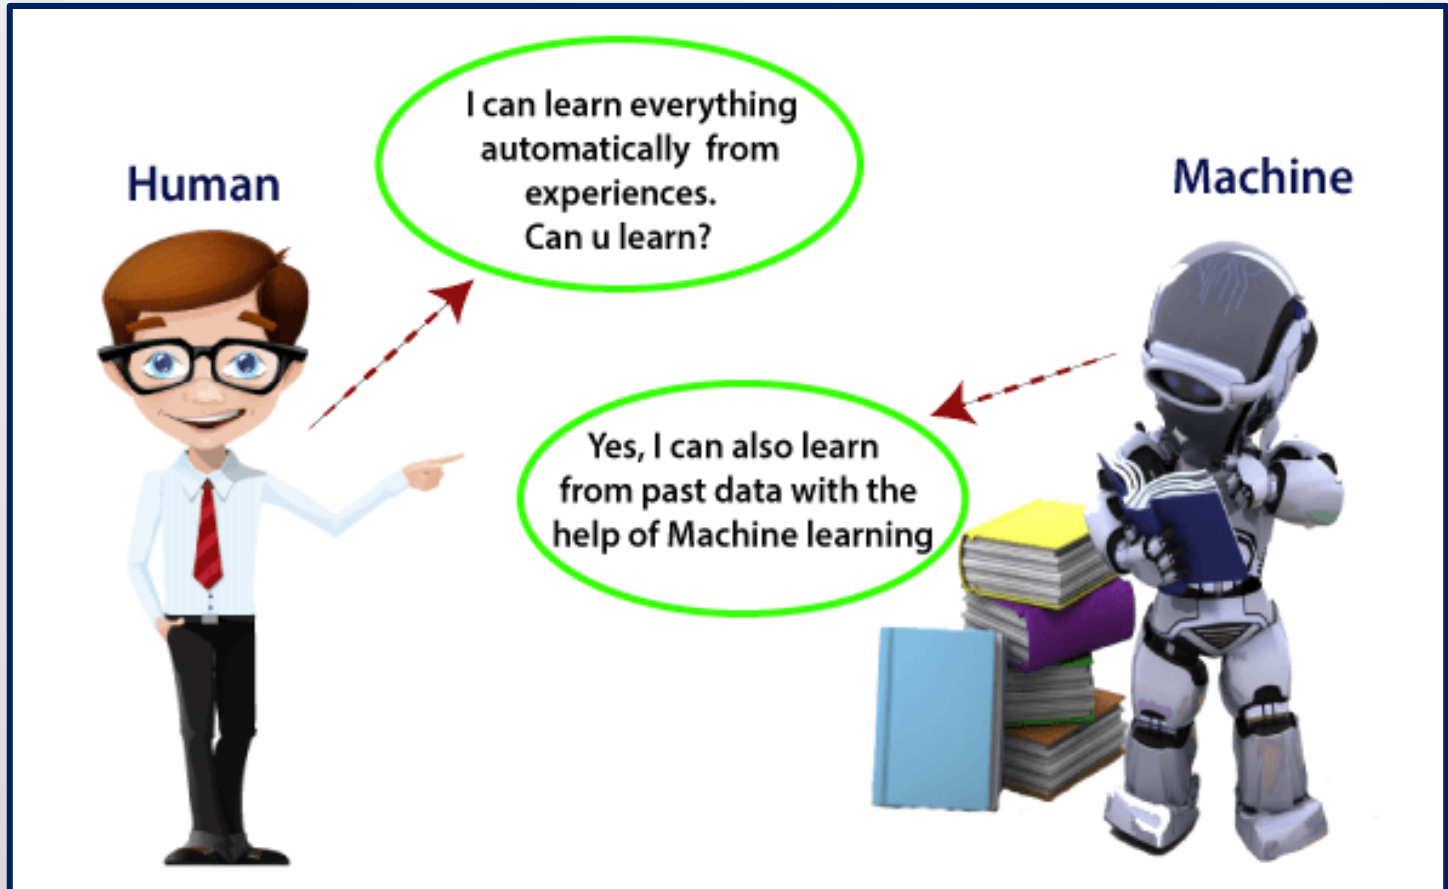 Human
I can learn everything
automatically from
experiences.
Can u learn?
Machine
Yes, I can also learn
from past data with the
help of Machine learning